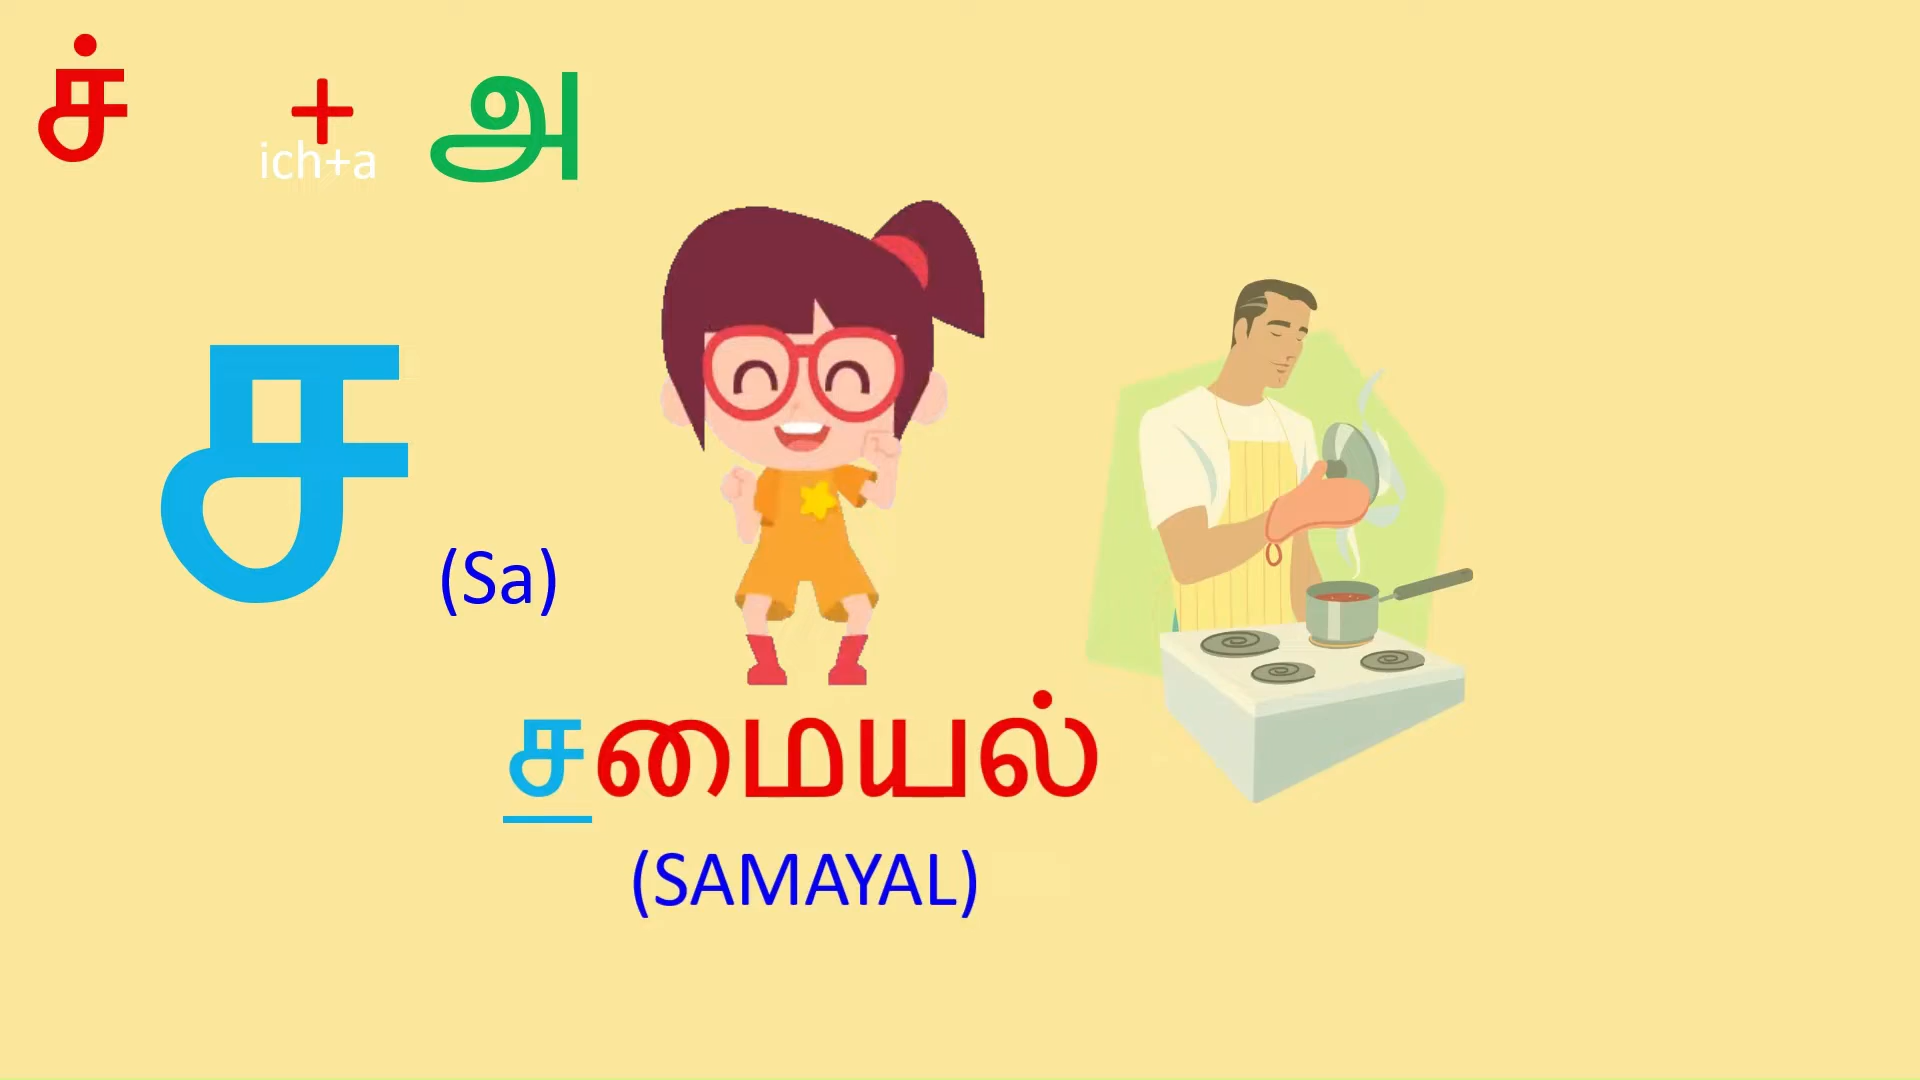 ச் + அ
ich+a
ச (Sa)
சமையல்
(SAMAYAL)